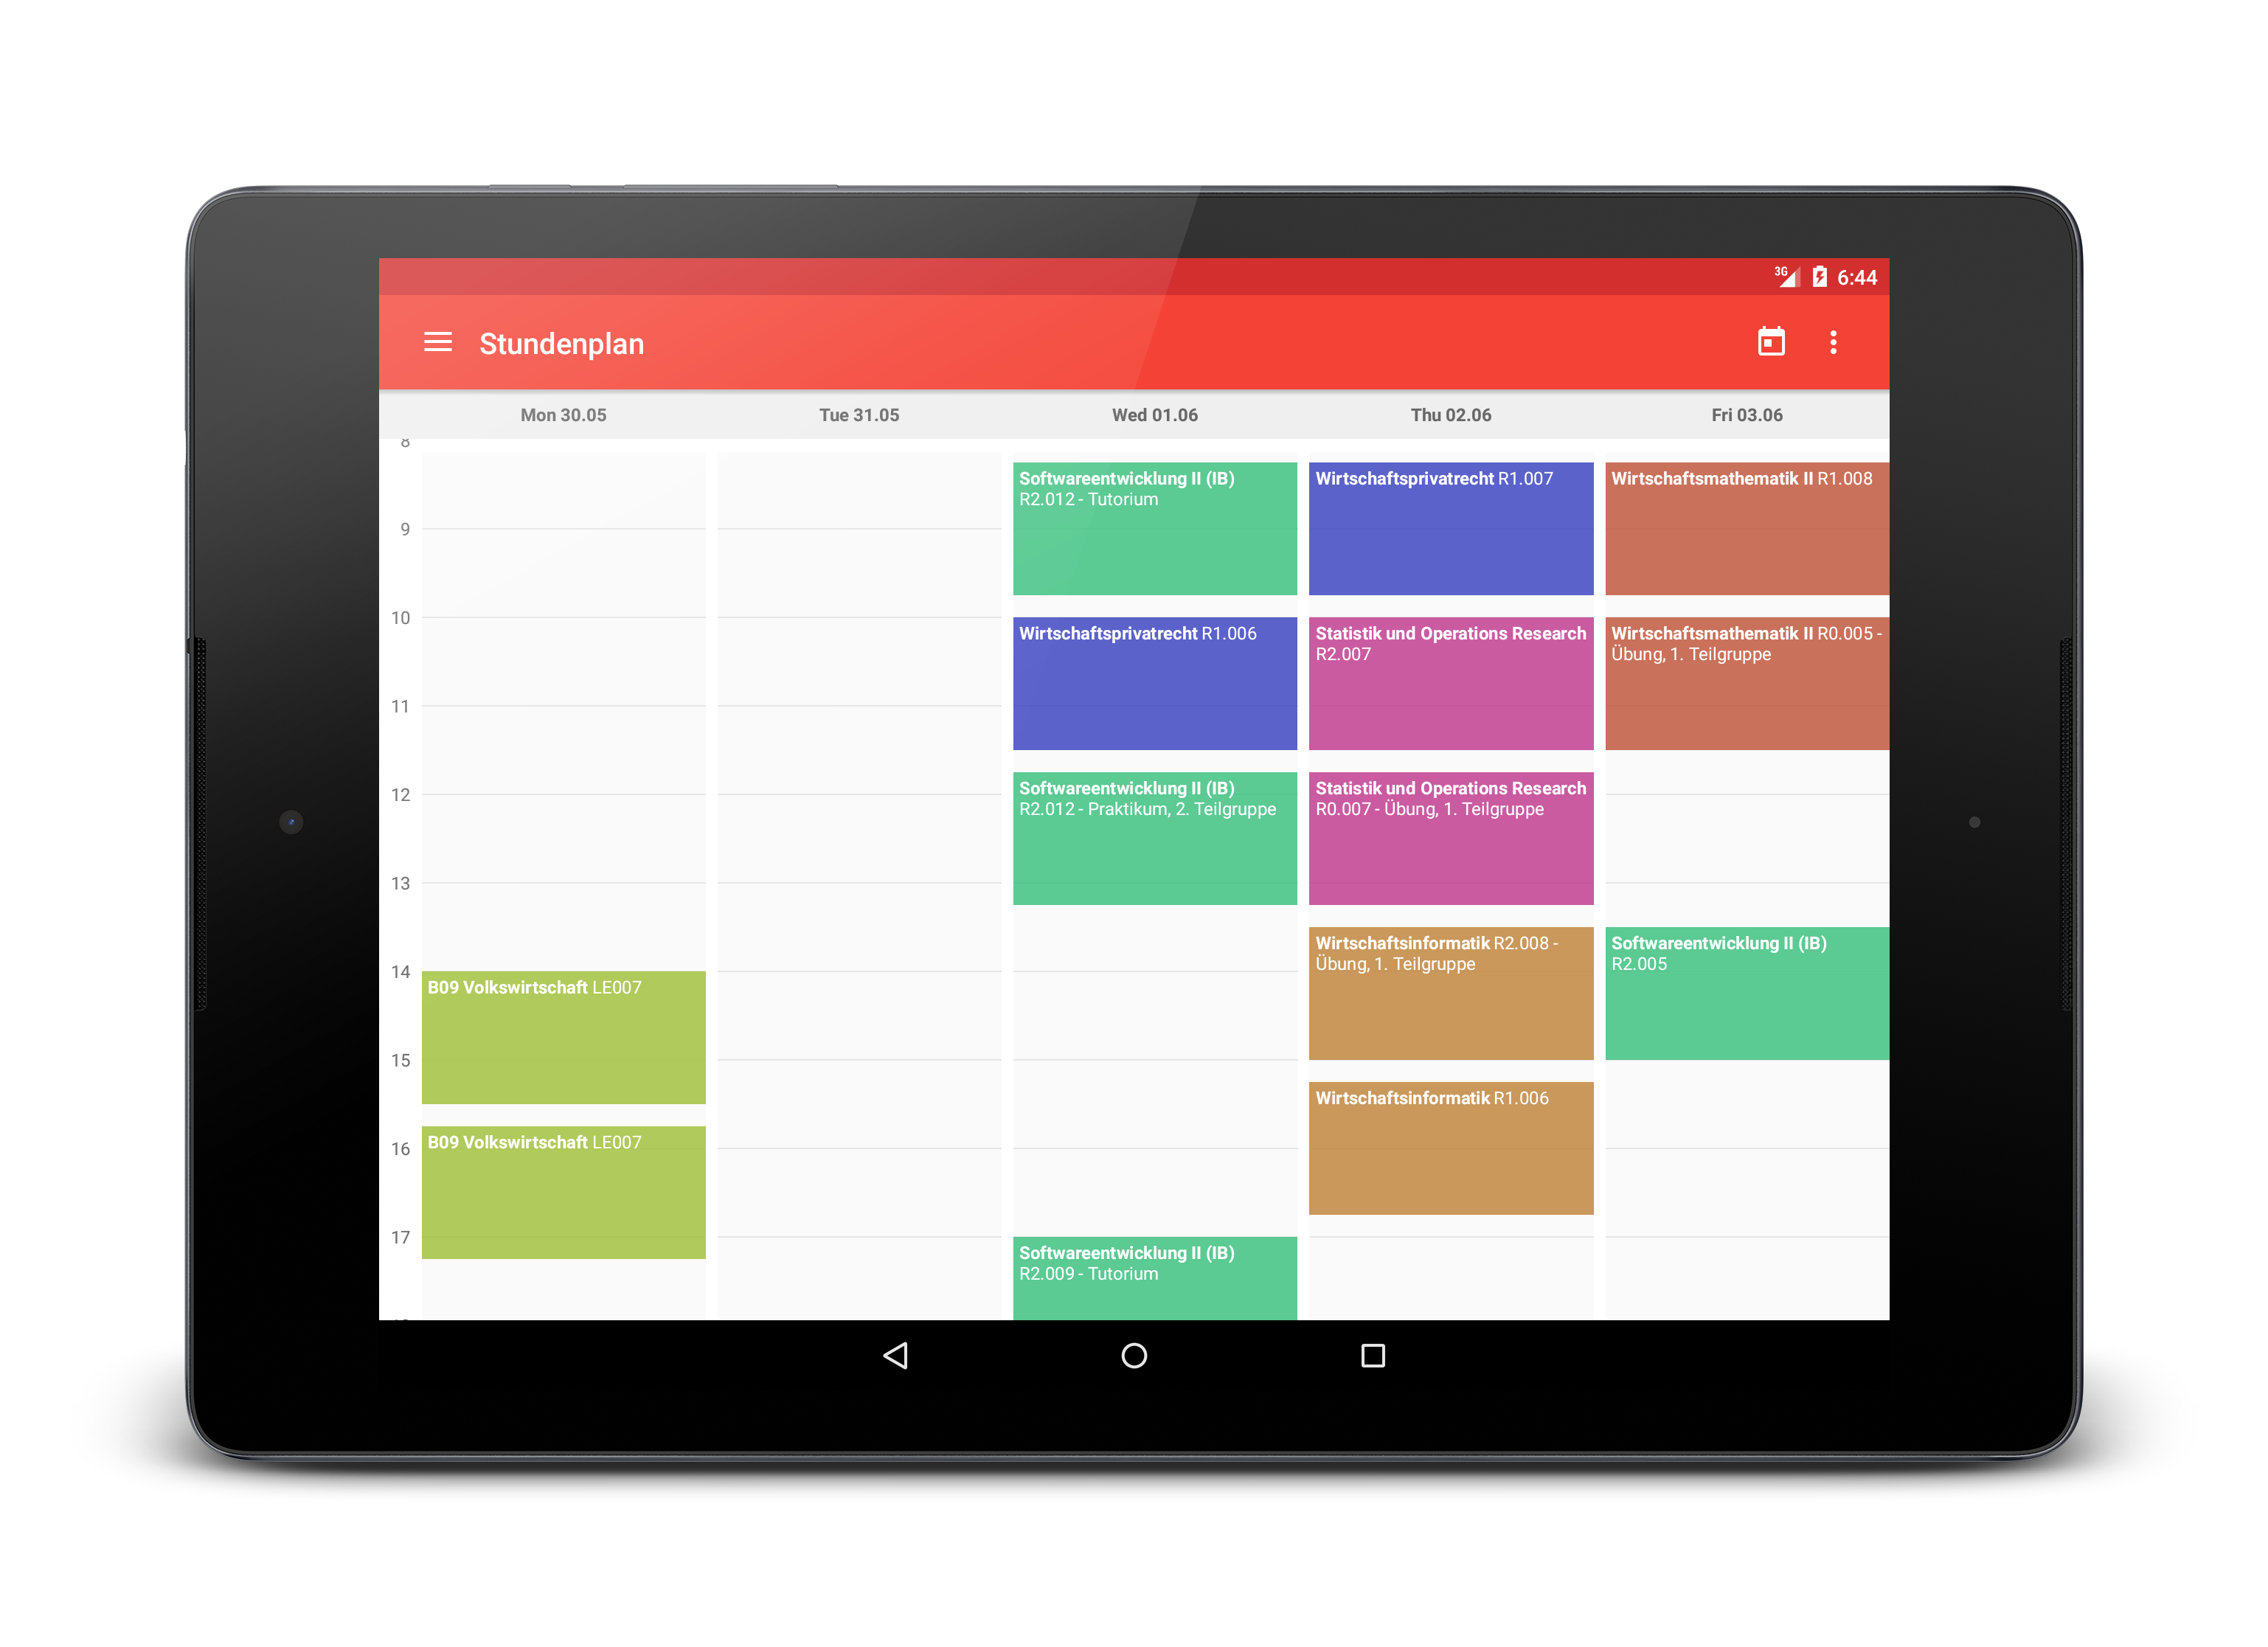 3G 6:44
Stundenplan
Mon 30.05 Tue 31.05 Wed 01.06 Thu 02.06 Fri 03.06
8
9
10
11
12
13
14
15
16
17
B09 Volkswirtschaft LE007
B09 Volkswirtschaft LE007
Softwareentwicklung II (IB)
R2.012 - Tutorium
Wirtschaftsprivatrecht R1.006
Softwareentwicklung II (IB)
R2.012 - Praktikum, 2. Teilgruppe
Softwareentwicklung II (IB)
R2.009 - Tutorium
Wirtschaftsprivatrecht R1.007
Statistik und Operations Research
R2.007
Statistik und Operations Research
R0.007 - Übung, 1. Teilgruppe
Wirtschaftsinformatik R2.008 -
Übung, 1. Teilgruppe
Wirtschaftsinformatik R1.006
Wirtschaftsmathematik II R1.008
Wirtschaftsmathematik II R0.005 -
Übung, 1. Teilgruppe
Softwareentwicklung II (IB)
R2.005